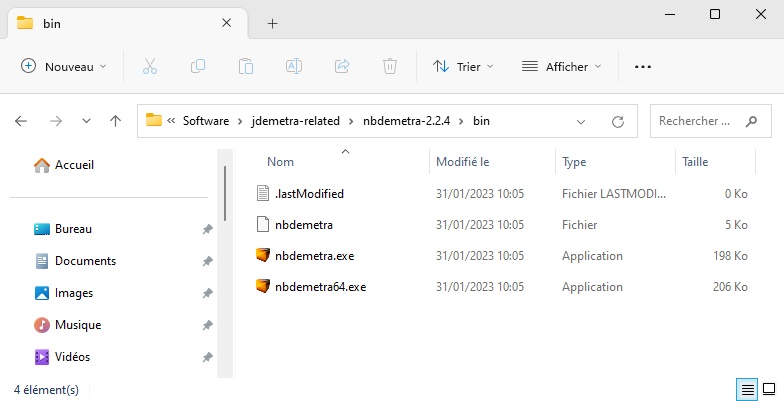 bin
Nouveau Trier Afficher
« Software > jdemetra-related > nbdemetra-2.2.4 > bin Rechercher ...
Accueil
Bureau
Documents
Images
Musique
Vidéos
Nom Modifié le Type Taille
.lastModified 31/01/2023 10:05 Fichier LASTMODI... 0 Ko
nbdemetra 31/01/2023 10:05 Fichier 5 Ko
nbdemetra.exe 31/01/2023 10:05 Application 198 Ko
nbdemetra64.exe 31/01/2023 10:05 Application 206 Ko
4 élément(s)